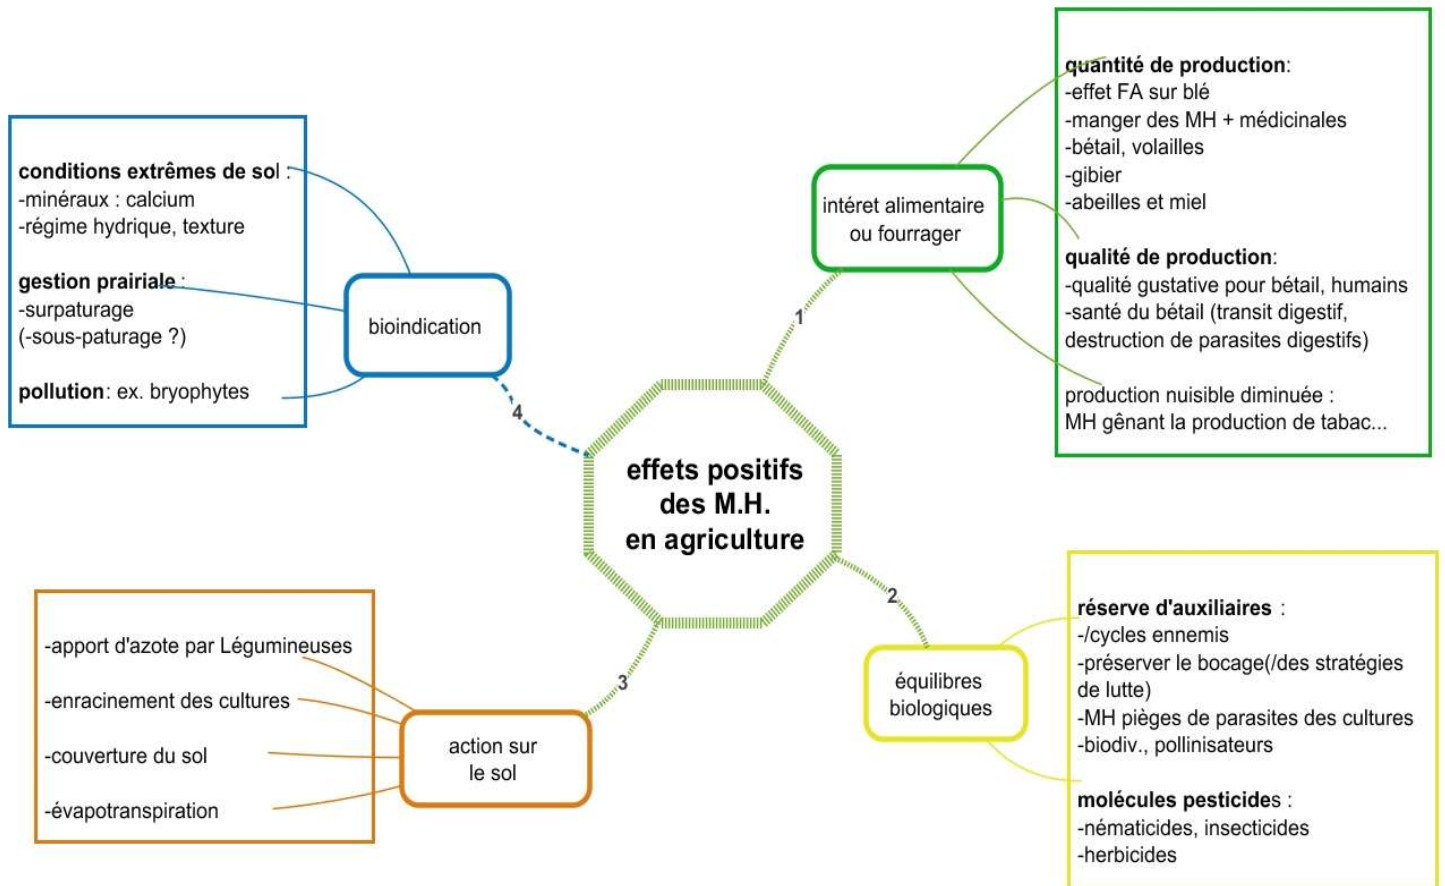 effets positifs
des M.H.
en agriculture
1
intéret alimentaire
ou fourrager
quantité de production:
-effet FA sur blé
-manger des MH + médicinales
-bétail, volailles
-gibier
-abeilles et miel
qualité de production:
-qualité gustative pour bétail, humains
-santé du bétail (transit digestif,
destruction de parasites digestifs)
production nuisible diminuée :
MH gênant la production de tabac...
2
équilibres
biologiques
réserve d'auxiliaires :
-/cycles ennemis
-préserver le bocage(/des stratégies
de lutte)
-MH pièges de parasites des cultures
-biodiv., pollinisateurs
molécules pesticides :
-nématicides, insecticides
-herbicides
3
action sur
le sol
-apport d'azote par Légumineuses
-enracinement des cultures
-couverture du sol
-évapotranspiration
4
bioindication
conditions extrêmes de sol :
-minéraux : calcium
-régime hydrique, texture
gestion prairiale :
-surpaturage
(-sous-paturage ?)
pollution: ex. bryophytes